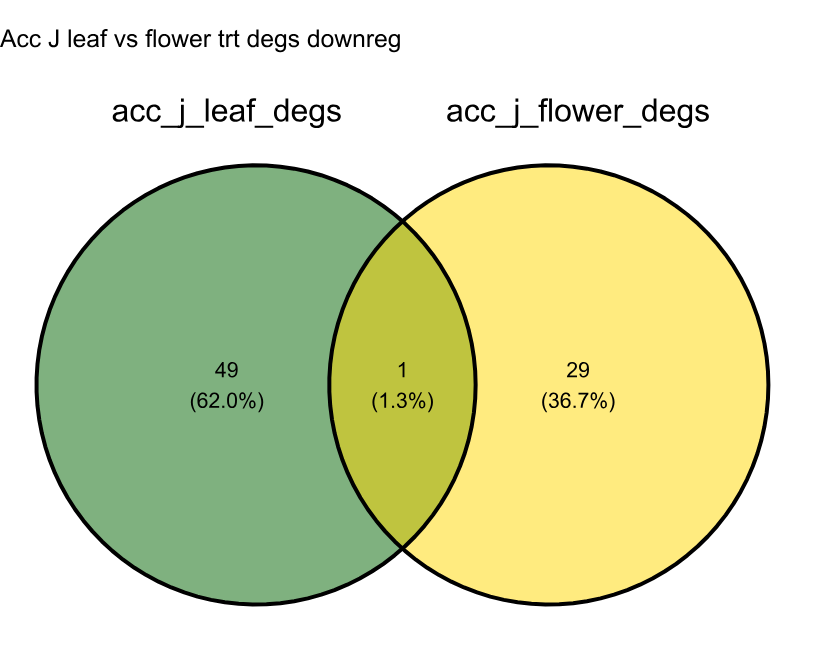 Acc J leaf vs flower trt degs downreg
acc_j_leaf_degs
acc_j_flower_degs
49
(62.0%)
1
(1.3%)
29
(36.7%)